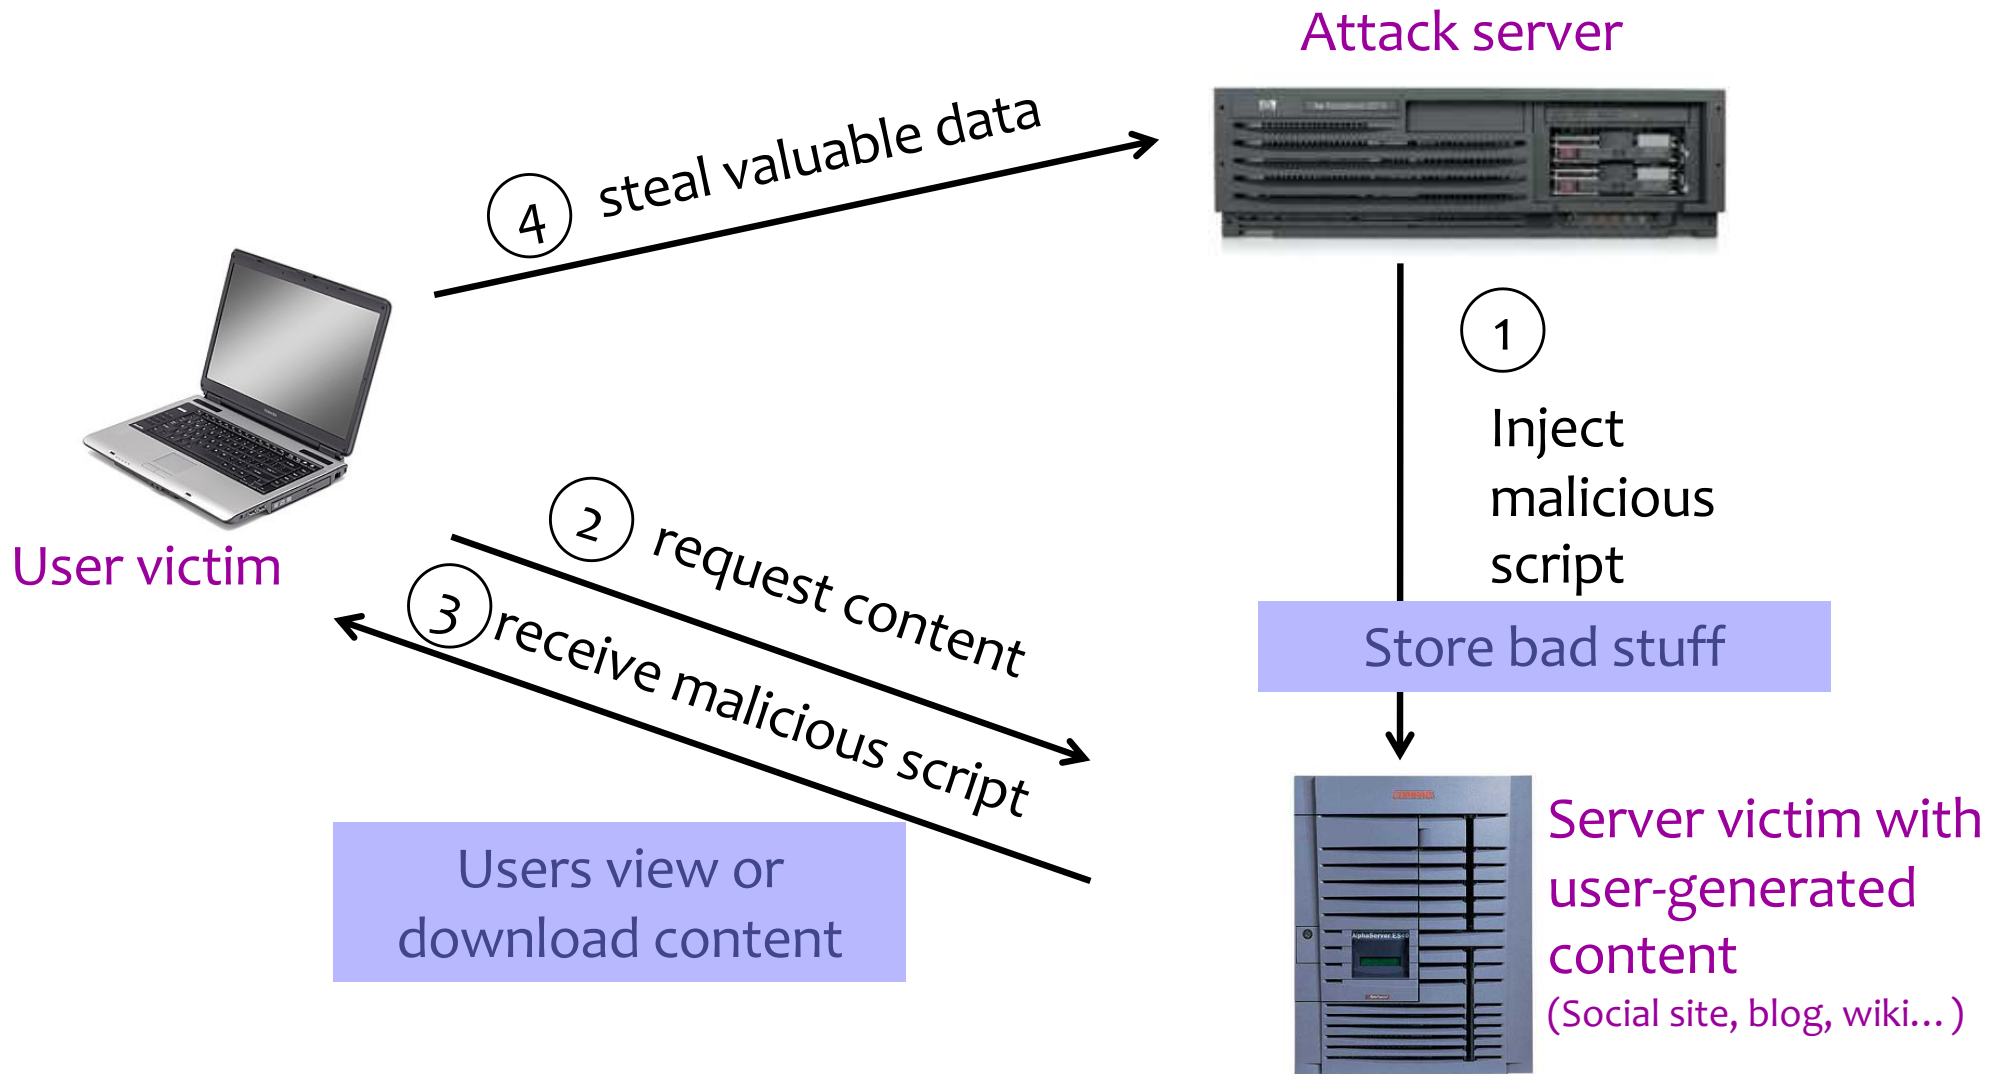 Attack server
4 steal valuable data
1
Inject
malicious
script
User victim
2 request content
3 receive malicious script
Store bad stuff
Users view or
download content
Server victim with
user-generated
content
(Social site, blog, wiki... )